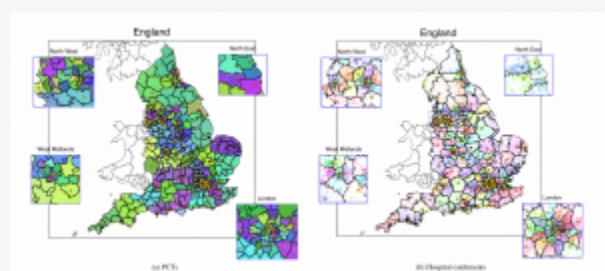 England
North West
North East
West Midlands
London
(a) PCTs
England
North West
North East
West Midlands
London
(b) Hospital catchments